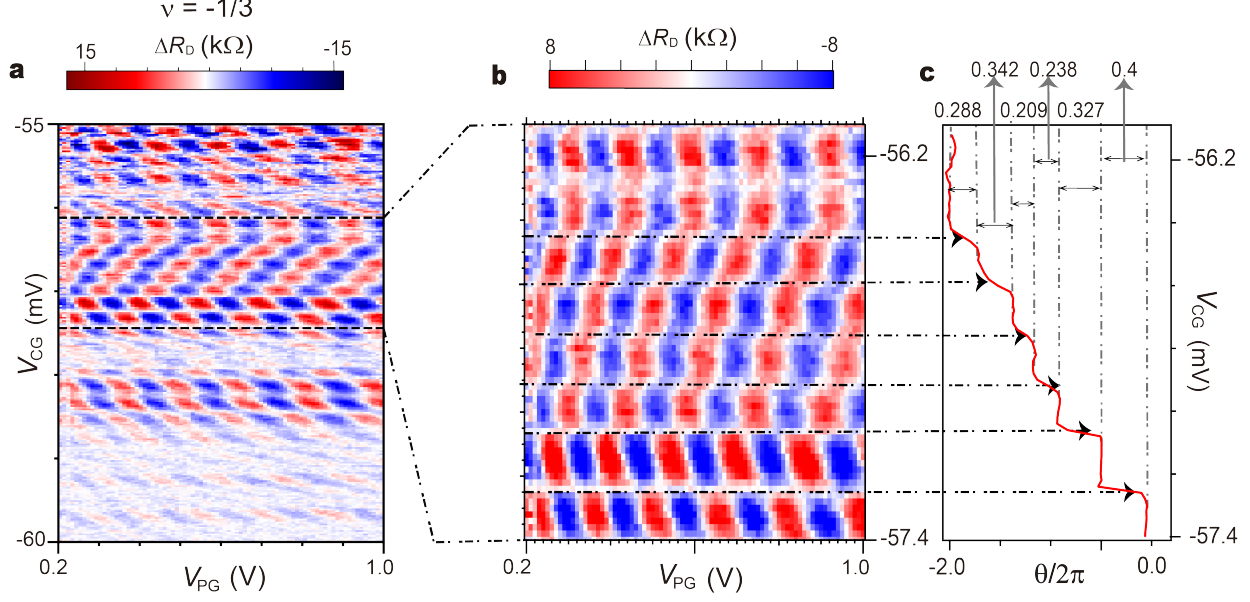 ν = -1/3
a
15
ΔR_D (kΩ)
-15
-55
V_CG (mV)
-60
0.2
V_PG (V)
1.0
b
8
ΔR_D (kΩ)
-8
-56.2
-57.4
0.2
V_PG (V)
1.0
c
0.342
0.238
0.4
0.288
0.209
0.327
-56.2
V_CG (mV)
-57.4
-2.0
θ/2π
0.0